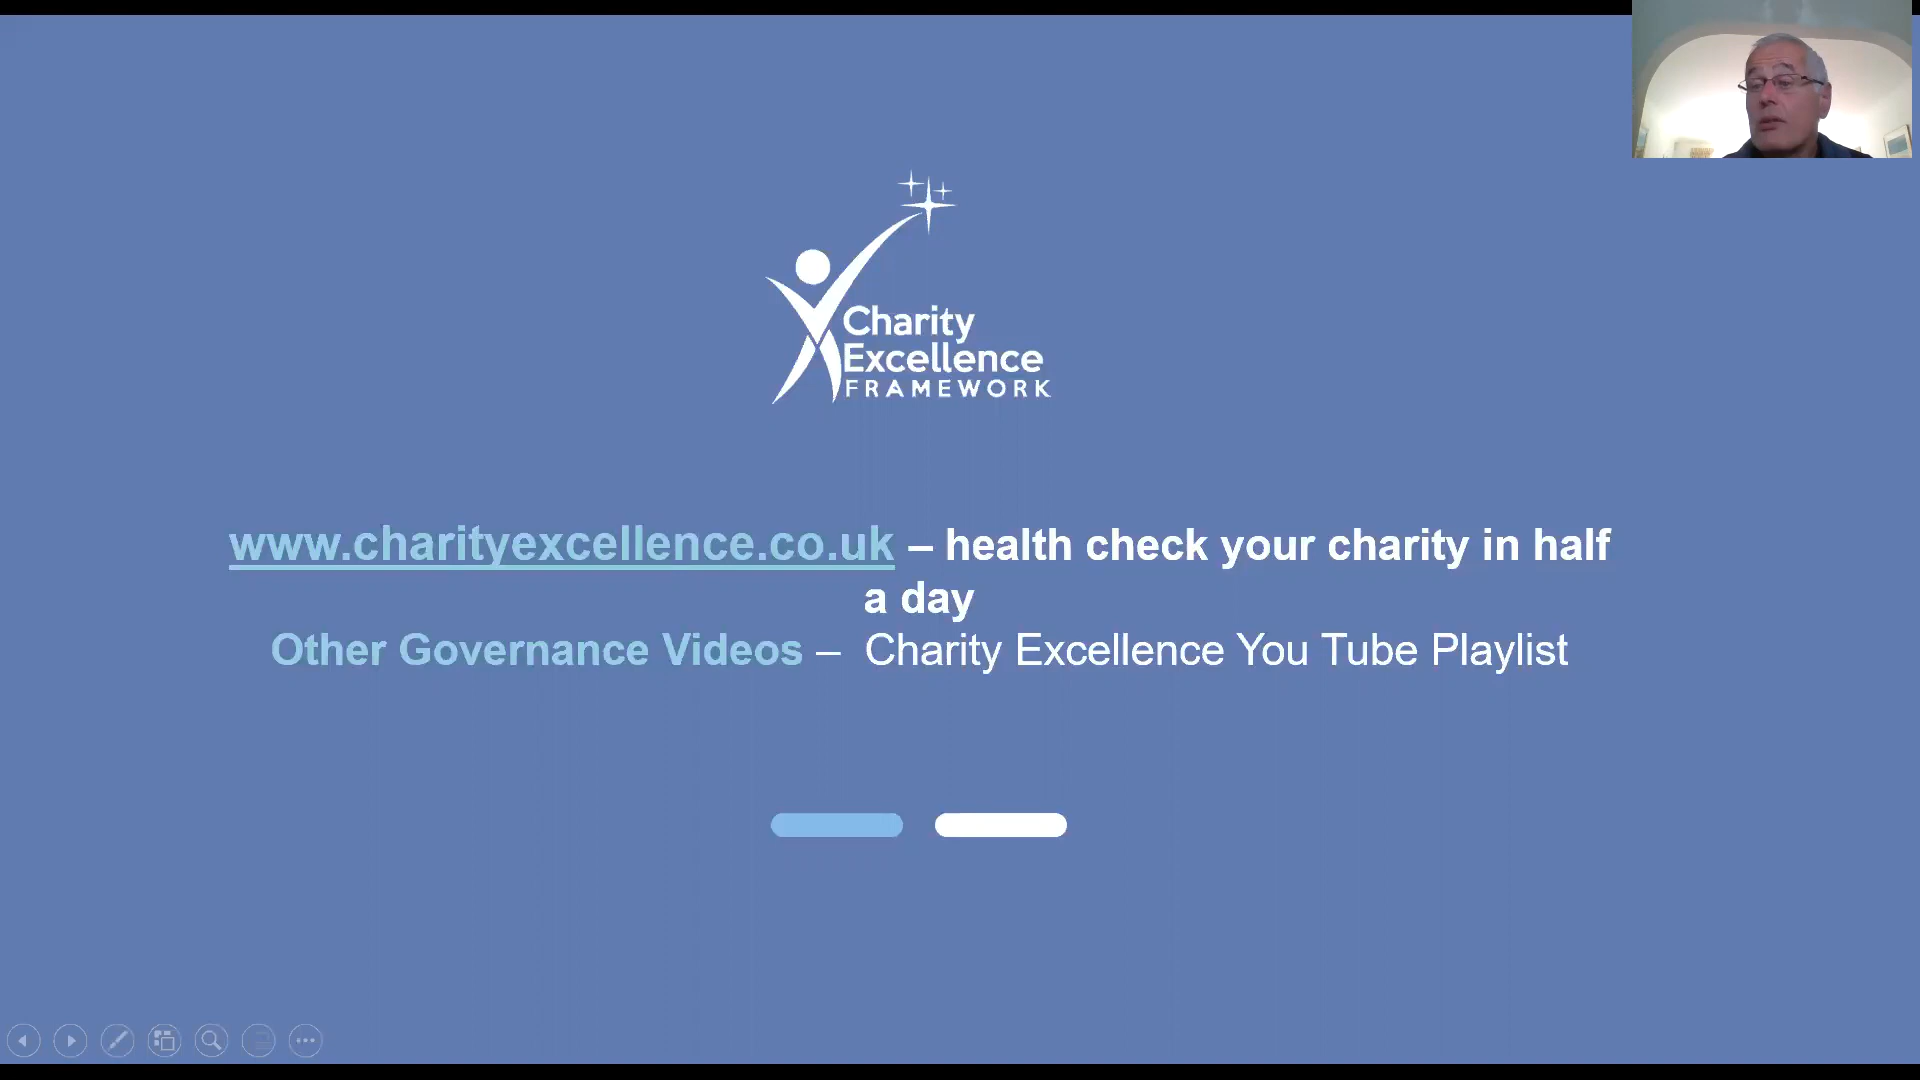 Charity
Excellence
FRAMEWORK
www.charityexcellence.co.uk – health check your charity in half
a day
Other Governance Videos – Charity Excellence You Tube Playlist